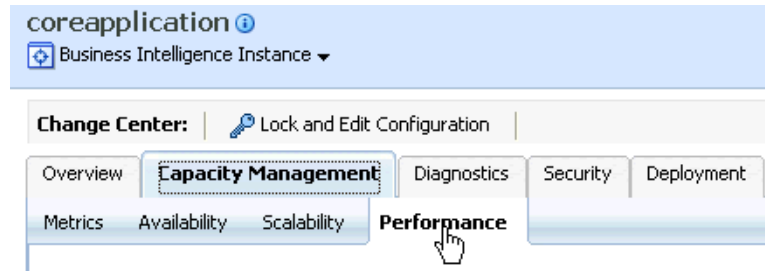 coreapplication
Business Intelligence Instance
Change Center: Lock and Edit Configuration
Overview Capacity Management Diagnostics Security Deployment
Metrics Availability Scalability Performance